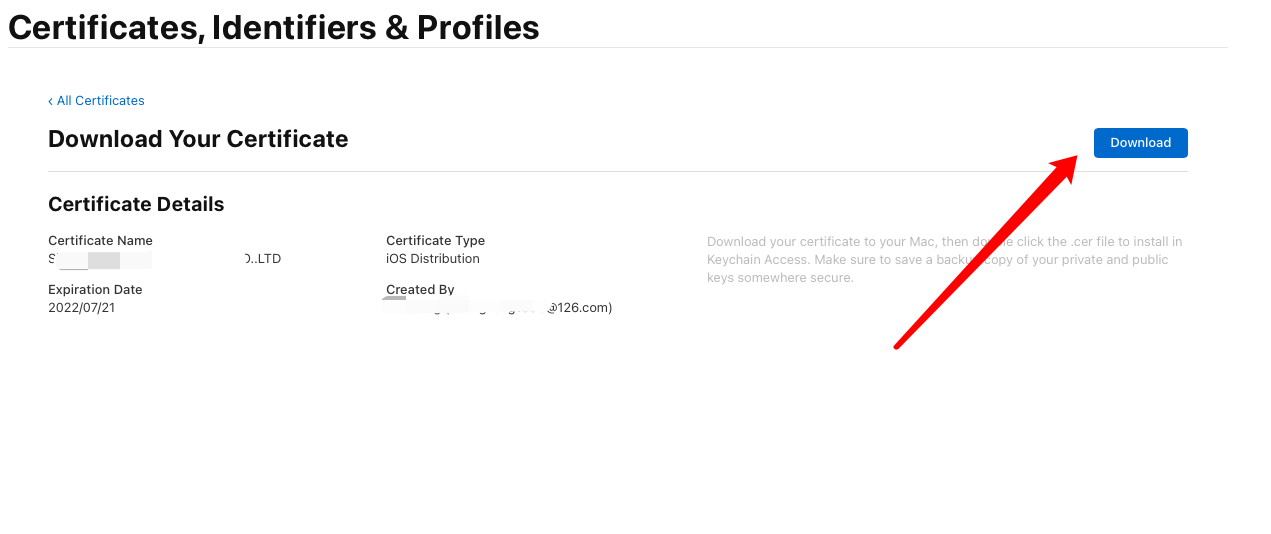 Certificates, Identifiers & Profiles
‹ All Certificates
Download Your Certificate
Download
Certificate Details
Certificate Name
..LTD
Expiration Date
2022/07/21
Certificate Type
iOS Distribution
Created By
@126.com)
Download your certificate to your Mac, then double click the .cer file to install in
Keychain Access. Make sure to save a backup copy of your private and public
keys somewhere secure.